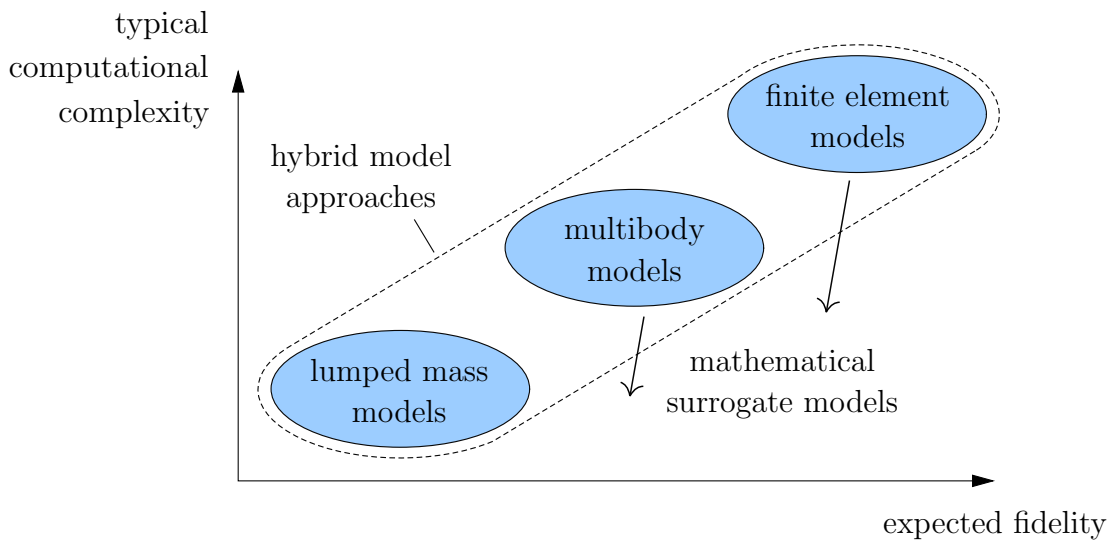 typical
computational
complexity
finite element
models
hybrid model
approaches
multibody
models
mathematical
surrogate models
lumped mass
models
expected fidelity